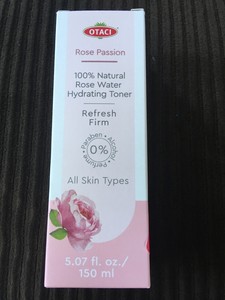 OTACI
Rose Passion
100% Natural
Rose Water
Hydrating Toner
Refresh
Firm
Paraben • Alcohol • Perfume •
0%
All Skin Types
5.07 fl. oz./
150 ml